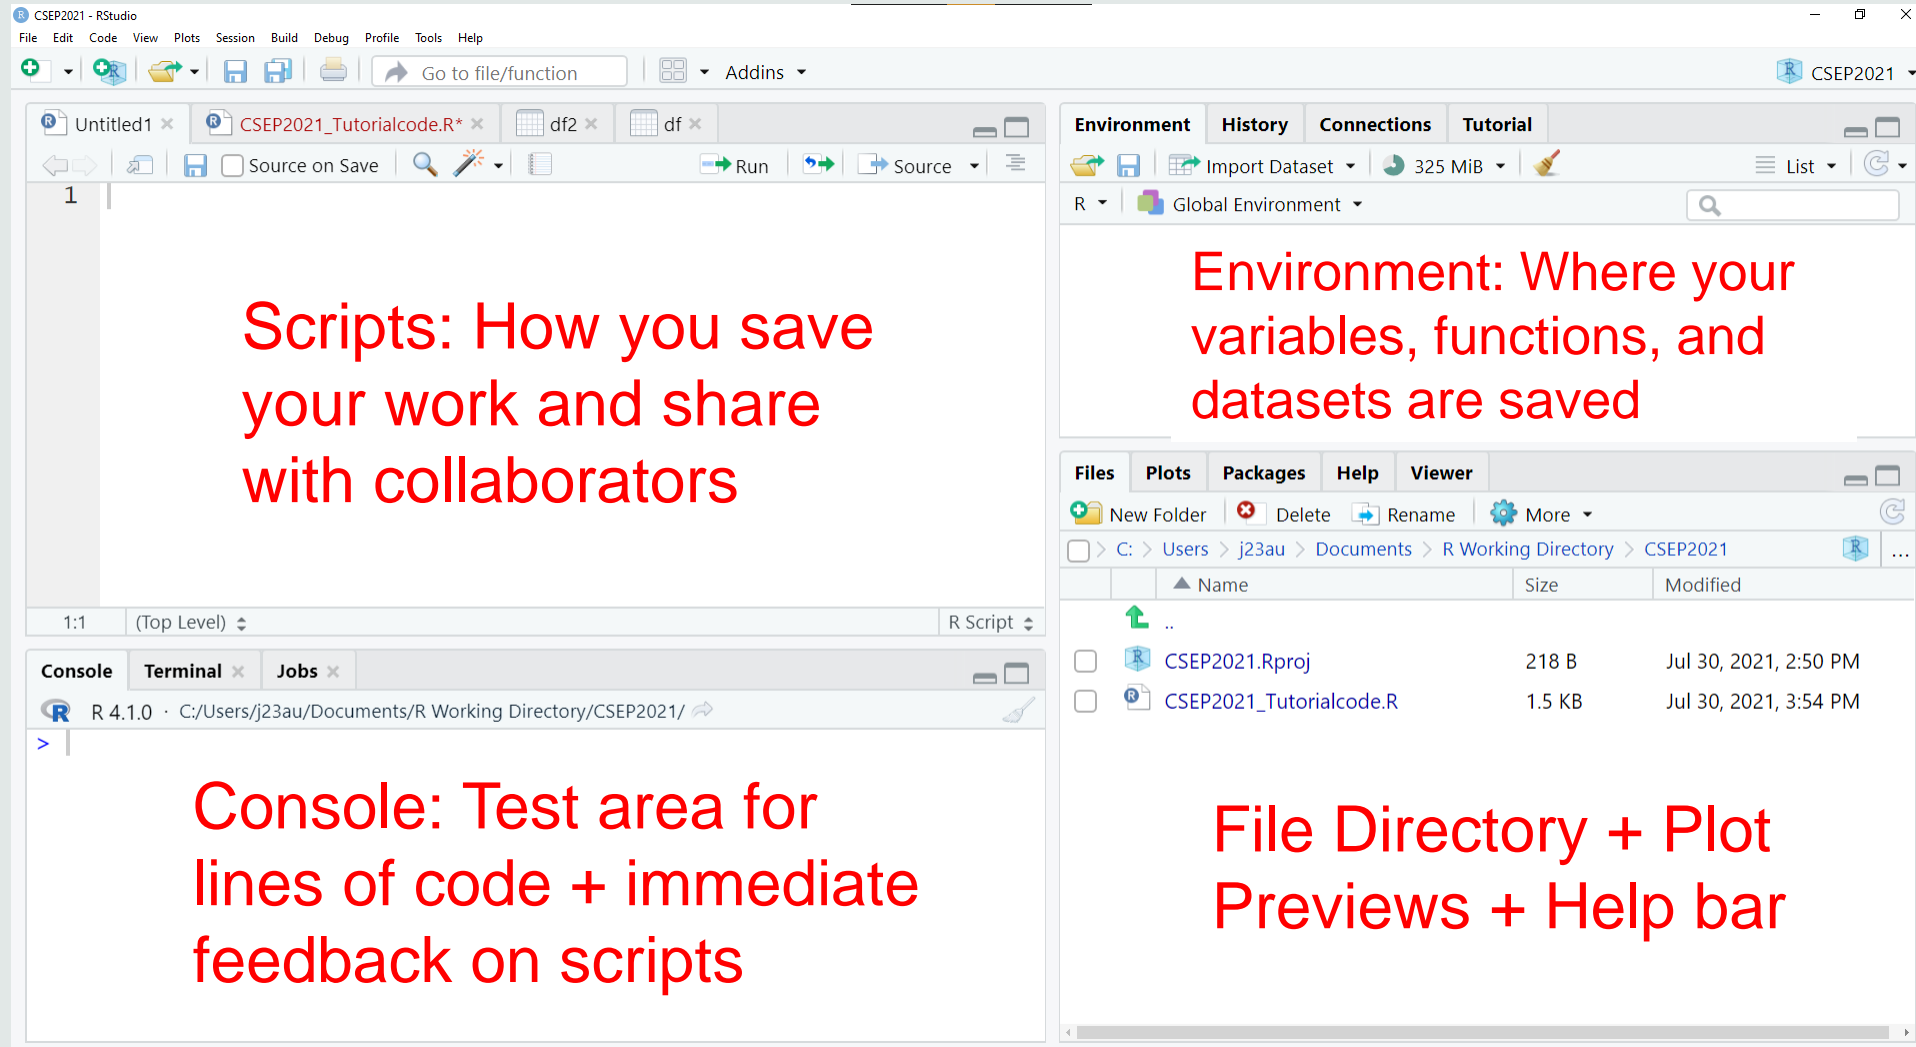 CSEP2021 - RStudio
File Edit Code View Plots Session Build Debug Profile Tools Help
Go to file/function Addins CSEP2021
Untitled1 CSEP2021_Tutorialcode.R* df2 df
Source on Save Run Source
1
Scripts: How you save
your work and share
with collaborators
1:1 (Top Level) R Script
Console Terminal Jobs
R 4.1.0 · C:/Users/j23au/Documents/R Working Directory/CSEP2021/
>
Console: Test area for
lines of code + immediate
feedback on scripts
Environment History Connections Tutorial
Import Dataset 325 MiB List
R Global Environment
Environment: Where your
variables, functions, and
datasets are saved
Files Plots Packages Help Viewer
New Folder Delete Rename More
C: > Users > j23au > Documents > R Working Directory > CSEP2021 ...
Name Size Modified
..
CSEP2021.Rproj 218 B Jul 30, 2021, 2:50 PM
CSEP2021_Tutorialcode.R 1.5 KB Jul 30, 2021, 3:54 PM
File Directory + Plot
Previews + Help bar